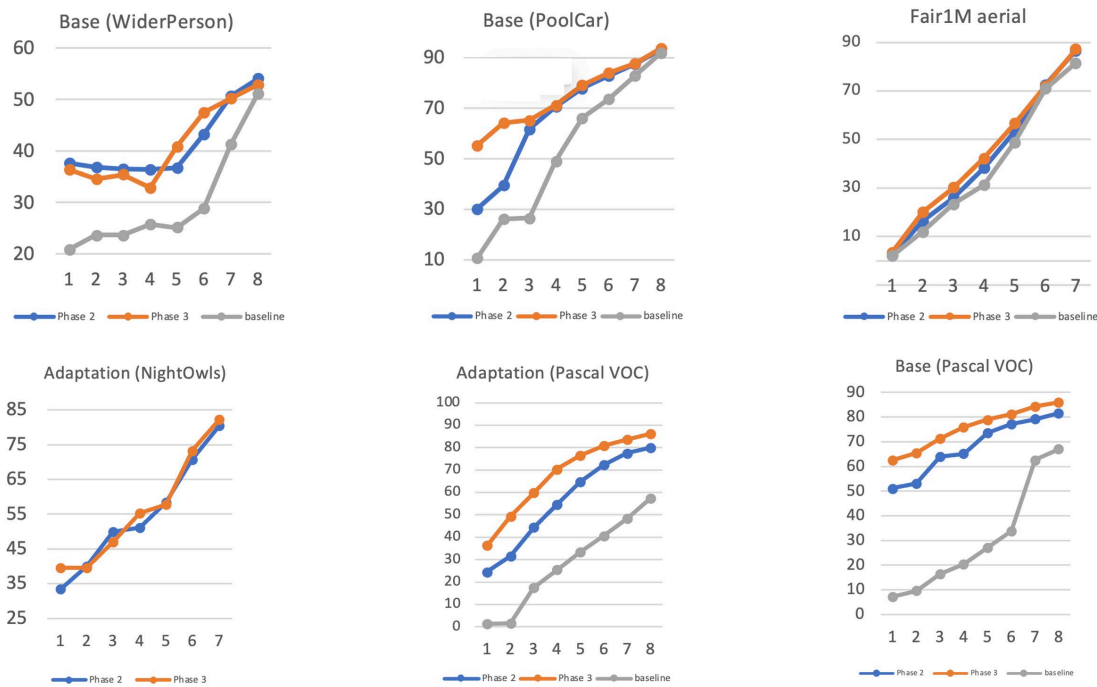 Base (WiderPerson)
60
50
40
30
20
1 2 3 4 5 6 7 8
Phase 2 Phase 3 baseline
Base (PoolCar)
90
70
50
30
10
1 2 3 4 5 6 7 8
Phase 2 Phase 3 baseline
Fair1M aerial
90
70
50
30
10
1 2 3 4 5 6 7
Phase 2 Phase 3 baseline
Adaptation (NightOwls)
85
75
65
55
45
35
25
1 2 3 4 5 6 7
Phase 2 Phase 3
Adaptation (Pascal VOC)
100
90
80
70
60
50
40
30
20
10
0
1 2 3 4 5 6 7 8
Phase 2 Phase 3 baseline
Base (Pascal VOC)
90
80
70
60
50
40
30
20
10
0
1 2 3 4 5 6 7 8
Phase 2 Phase 3 baseline